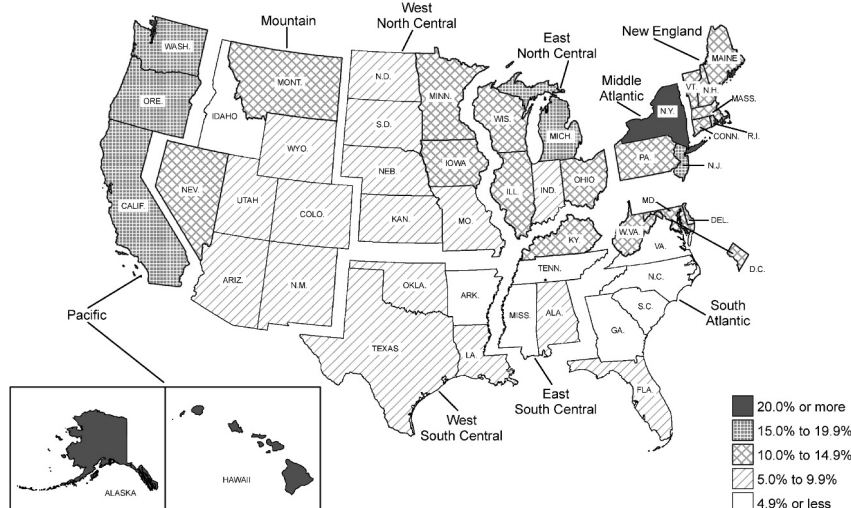 West
North Central
Mountain
East
North Central
New England
Middle
Atlantic
WASH.
ORE.
CALIF.
IDAHO
MONT.
WYO.
NEV.
UTAH
COLO.
ARIZ.
N.M.
N.D.
S.D.
NEB.
KAN.
MINN.
IOWA
MO.
WIS.
ILL.
MICH.
IND.
OHIO
KY
TENN.
MISS.
ALA.
OKLA.
ARK.
TEXAS
LA.
MAINE
VT.
N.H.
MASS.
R.I.
CONN.
N.Y.
PA.
N.J.
MD.
DEL.
W.VA.
VA.
D.C.
N.C.
S.C.
GA.
FLA.
South
Atlantic
Pacific
East
South Central
West
South Central
ALASKA
HAWAII
20.0% or more
15.0% to 19.9%
10.0% to 14.9%
5.0% to 9.9%
4.9% or less